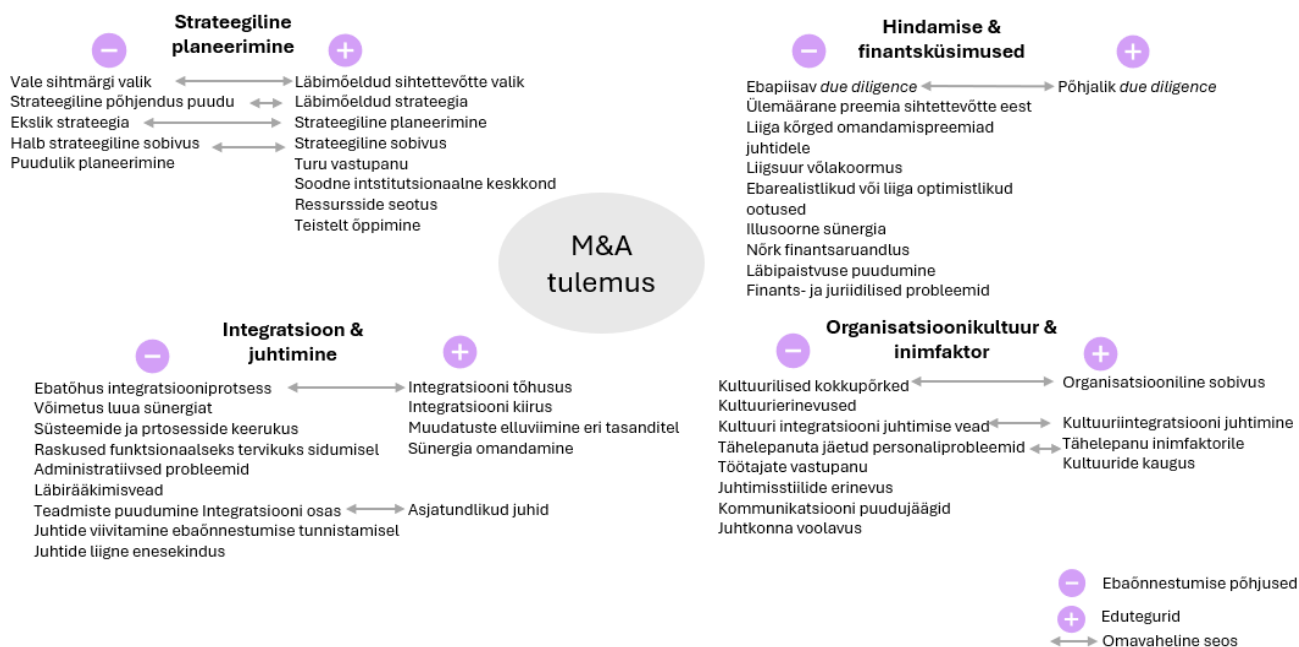 Strateegiline
planeerimine
Vale sihtmärgi valik
Strateegiline põhjendus puudu
Ekslik strateegia
Halb strateegiline sobivus
Puudulik planeerimine
Läbimõeldud sihtettevõtte valik
Läbimõeldud strateegia
Strateegiline planeerimine
Strateegiline sobivus
Turu vastupanu
Soodne intstitutsionaalne keskkond
Ressursside seotus
Teistelt õppimine
Hindamise &
finantsküsimused
Ebapiisav due diligence
Ülemäärane preemia sihtettevõtte eest
Liiga kõrged omandamispreemiad
juhtidele
Liigsuur võlakoormus
Ebarealistlikud või liiga optimistlikud
ootused
Illusoorne sünergia
Nõrk finantsaruandlus
Läbipaistvuse puudumine
Finants- ja juriidilised probleemid
Põhjalik due diligence
M&A
tulemus
Integratsioon &
juhtimine
Ebatõhus integratsiooniprotsess
Võimetus luua sünergiat
Süsteemide ja prtosesside keerukus
Raskused funktsionaalseks tervikuks sidumisel
Administratiivsed probleemid
Läbirääkimisvead
Teadmiste puudumine Integratsiooni osas
Juhtide viivitamine ebaõnnestumise tunnistamisel
Juhtide liigne enesekindus
Integratsiooni tõhusus
Integratsiooni kiirus
Muudatuste elluviimine eri tasanditel
Sünergia omandamine
Asjatundlikud juhid
Organisatsioonikultuur &
inimfaktor
Kultuurilised kokkupõrked
Kultuurierinevused
Kultuuri integratsiooni juhtimise vead
Tähelepanuta jäetud personaliprobleemid
Töötajate vastupanu
Juhtimisstiilide erinevus
Kommunikatsiooni puudujäägid
Juhtkonna voolavus
Organisatsiooniline sobivus
Kultuuriintegratsiooni juhtimine
Tähelepanu inimfaktorile
Kultuuride kaugus
Ebaõnnestumise põhjused
Edutegurid
Omavaheline seos